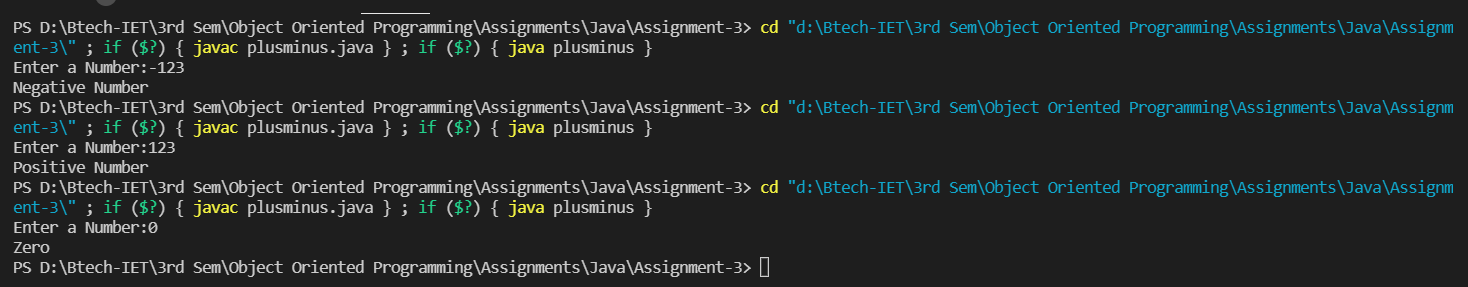 PS D:\Btech-IET\3rd Sem\Object Oriented Programming\Assignments\Java\Assignment-3> cd "d:\Btech-IET\3rd Sem\Object Oriented Programming\Assignments\Java\Assignm
ent-3\" ; if ($?) { javac plusminus.java } ; if ($?) { java plusminus }
Enter a Number:-123
Negative Number
PS D:\Btech-IET\3rd Sem\Object Oriented Programming\Assignments\Java\Assignment-3> cd "d:\Btech-IET\3rd Sem\Object Oriented Programming\Assignments\Java\Assignm
ent-3\" ; if ($?) { javac plusminus.java } ; if ($?) { java plusminus }
Enter a Number:123
Positive Number
PS D:\Btech-IET\3rd Sem\Object Oriented Programming\Assignments\Java\Assignment-3> cd "d:\Btech-IET\3rd Sem\Object Oriented Programming\Assignments\Java\Assignm
ent-3\" ; if ($?) { javac plusminus.java } ; if ($?) { java plusminus }
Enter a Number:0
Zero
PS D:\Btech-IET\3rd Sem\Object Oriented Programming\Assignments\Java\Assignment-3>